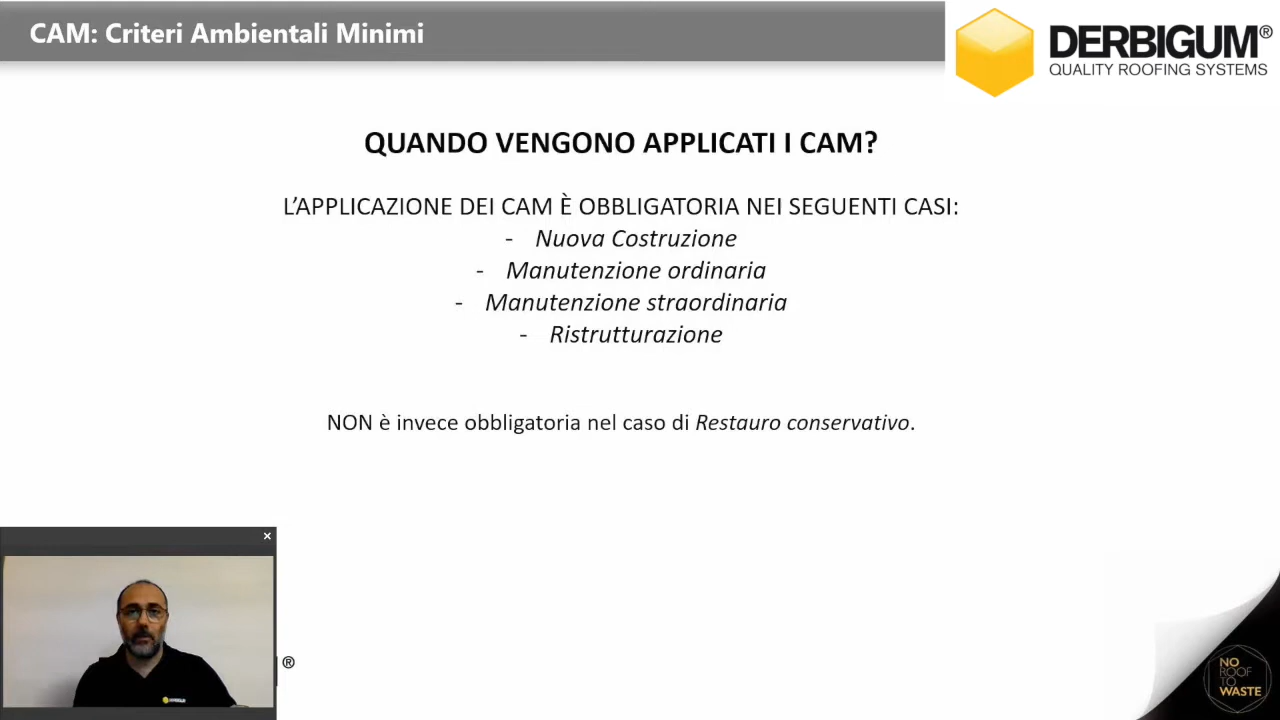 CAM: Criteri Ambientali Minimi
DERBIGUM®
QUALITY ROOFING SYSTEMS
QUANDO VENGONO APPLICATI I CAM?
L’APPLICAZIONE DEI CAM È OBBLIGATORIA NEI SEGUENTI CASI:
- Nuova Costruzione
- Manutenzione ordinaria
- Manutenzione straordinaria
- Ristrutturazione
NON è invece obbligatoria nel caso di Restauro conservativo.
×
DERBIGUM
®
NO
ROOF
TO
WASTE